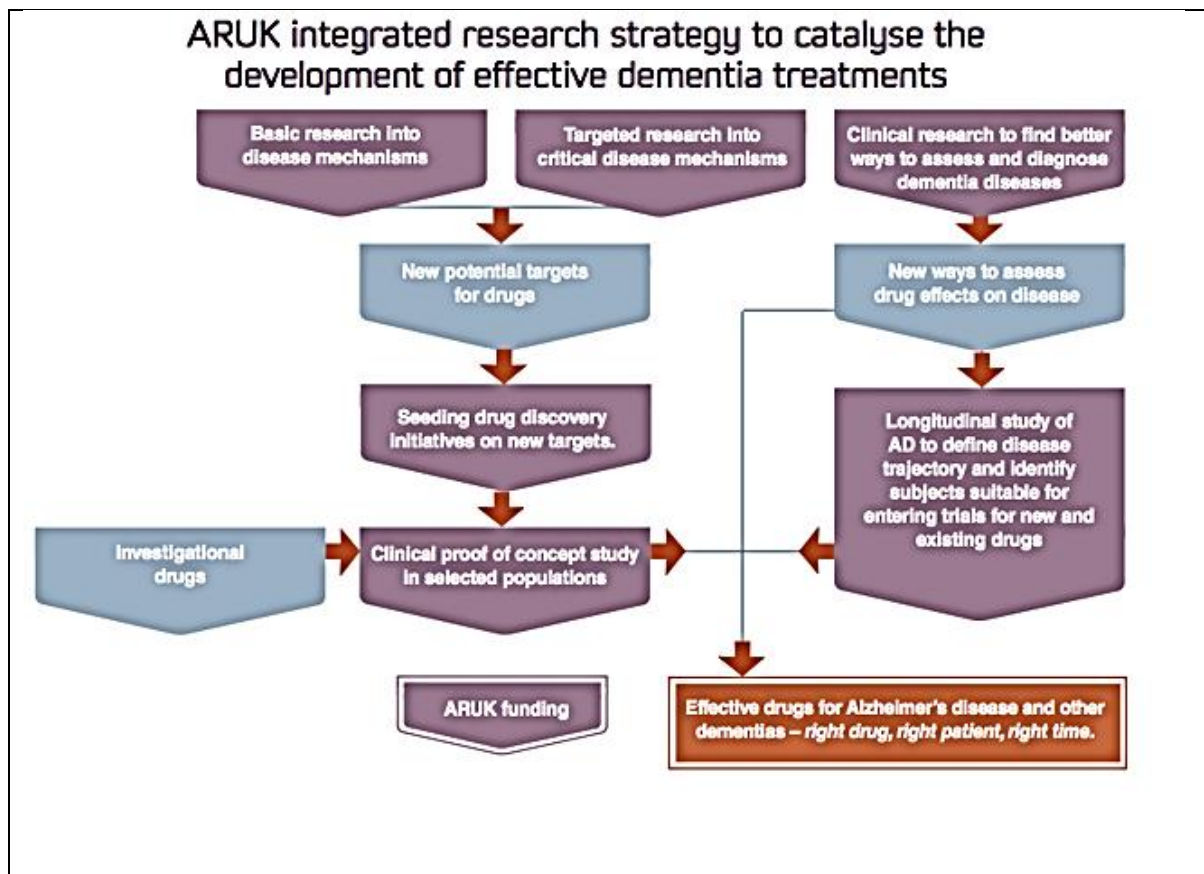 ARUK integrated research strategy to catalyse the
development of effective dementia treatments
Basic research into
disease mechanisms
Targeted research into
critical disease mechanisms
Clinical research to find better
ways to assess and diagnose
dementia diseases
New potential targets
for drugs
New ways to assess
drug effects on disease
Seeding drug discovery
initiatives on new targets.
Longitudinal study of
AD to define disease
trajectory and identify
subjects suitable for
entering trials for new and
existing drugs
Investigational
drugs
Clinical proof of concept study
in selected populations
ARUK funding
Effective drugs for Alzheimer's disease and other
dementias – right drug, right patient, right time.